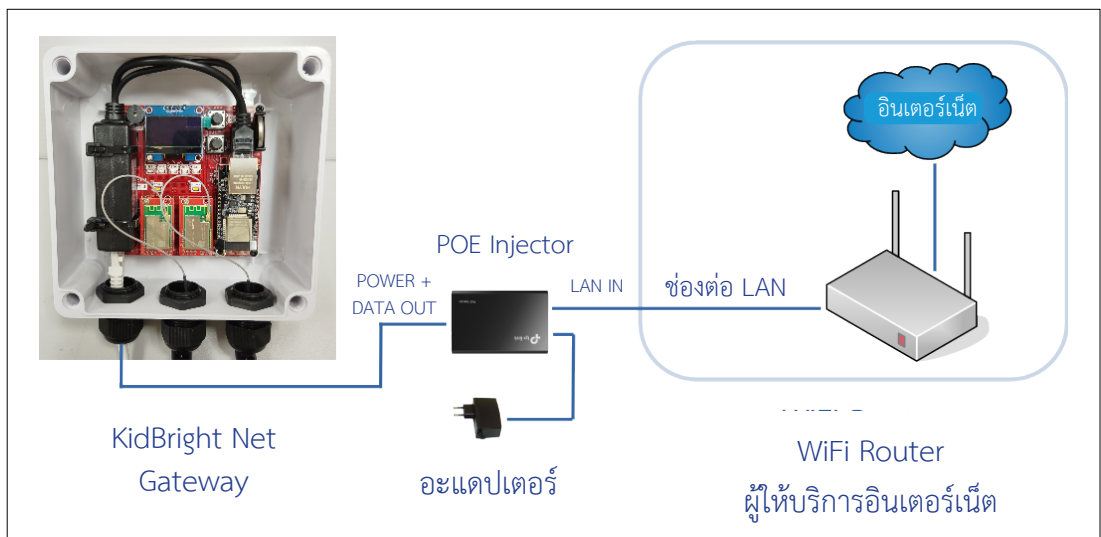 อินเตอร์เน็ต
POE Injector
POWER +
DATA OUT
LAN IN
ช่องต่อ LAN
tp-link
KidBright Net
Gateway
อะแดปเตอร์
WiFi Router
ผู้ให้บริการอินเตอร์เน็ต